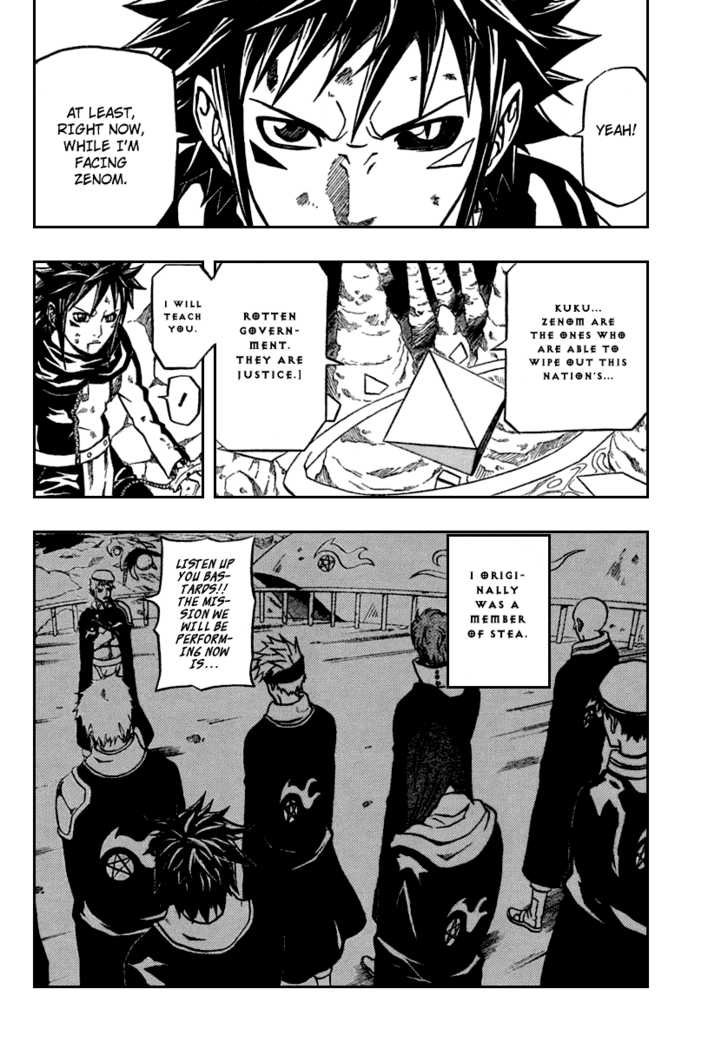 YEAH!
AT LEAST,
RIGHT NOW,
WHILE I'M
FACING
ZENOM.
KUKU...
ZENOM ARE
THE ONES WHO
ARE ABLE TO
WIPE OUT THIS
NATION'S...
ROTTEN
GOVERN-
MENT.
THEY ARE
JUSTICE.]
I WILL
TEACH
YOU.
I ORIGI-
NALLY
WAS A
MEMBER
OF STEA.
LISTEN UP
YOU BAS-
TARDS!!
THE MIS-
SION WE
WILL BE
PERFORM-
ING NOW
IS...